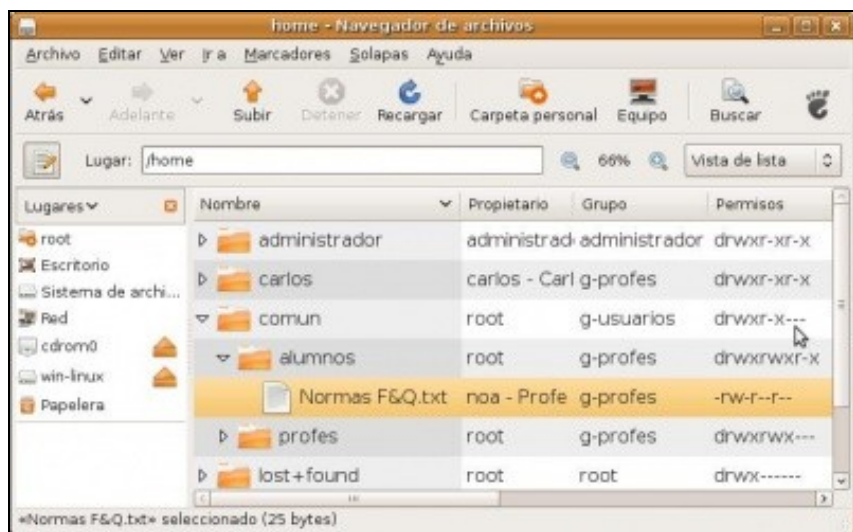 home - Navegador de archivos
Archivo Editar Ver Ir a Marcadores Solapas Ayuda
Atrás Adelante Subir Detener Recargar Carpeta personal Equipo Buscar
Lugar: /home 66% Vista de lista
Lugares Nombre Propietario Grupo Permisos
root
Escritorio
Sistema de archi...
Red
cdrom0
win-linux
Papelera
administrador administrad administrador drwxr-xr-x
carlos carlos - Carl g-profes drwxr-xr-x
comun root g-usuarios drwxr-x---
alumnos root g-profes drwxrwxr-x
Normas F&Q.txt noa - Profe g-profes -rw-r--r--
profes root g-profes drwxrwx---
lost+found root root drwx------
«Normas F&Q.txt» seleccionado (25 bytes)